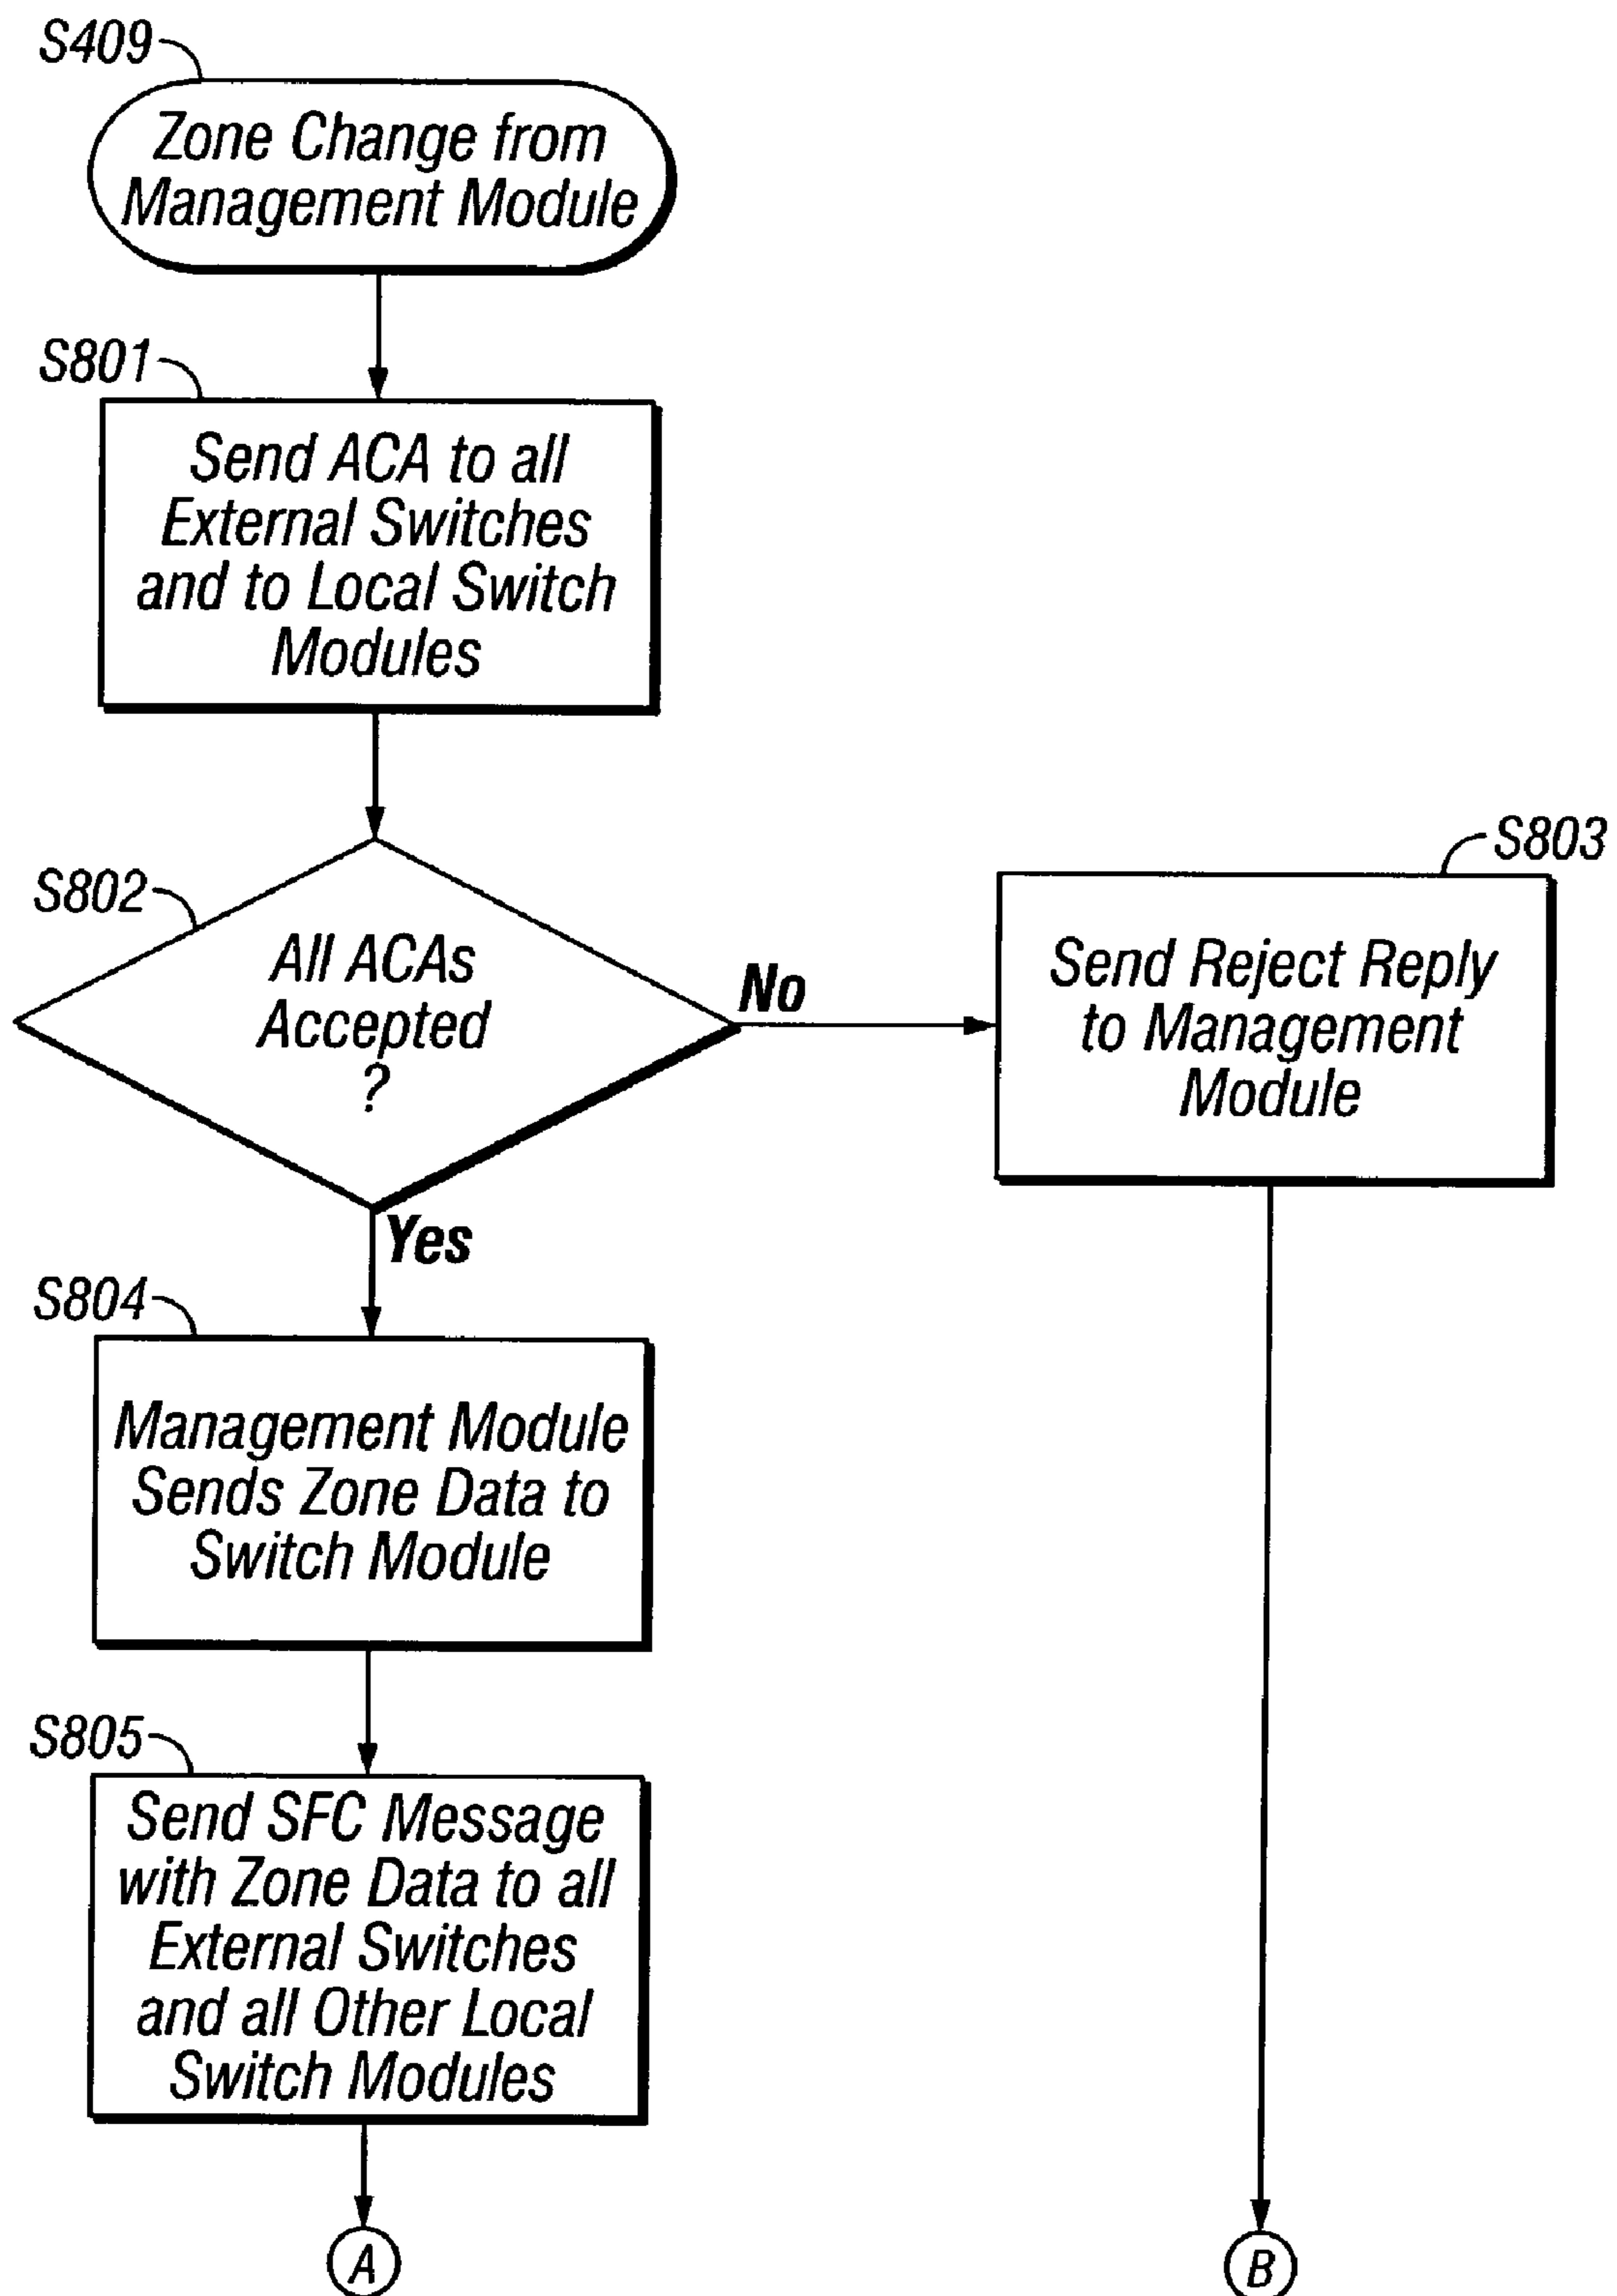 S409
Zone Change from
Management Module
S801
Send ACA to all
External Switches
and to Local Switch
Modules
S802
All ACAs
Accepted
?
No
Yes
S803
Send Reject Reply
to Management
Module
S804
Management Module
Sends Zone Data to
Switch Module
S805
Send SFC Message
with Zone Data to all
External Switches
and all Other Local
Switch Modules
A
B